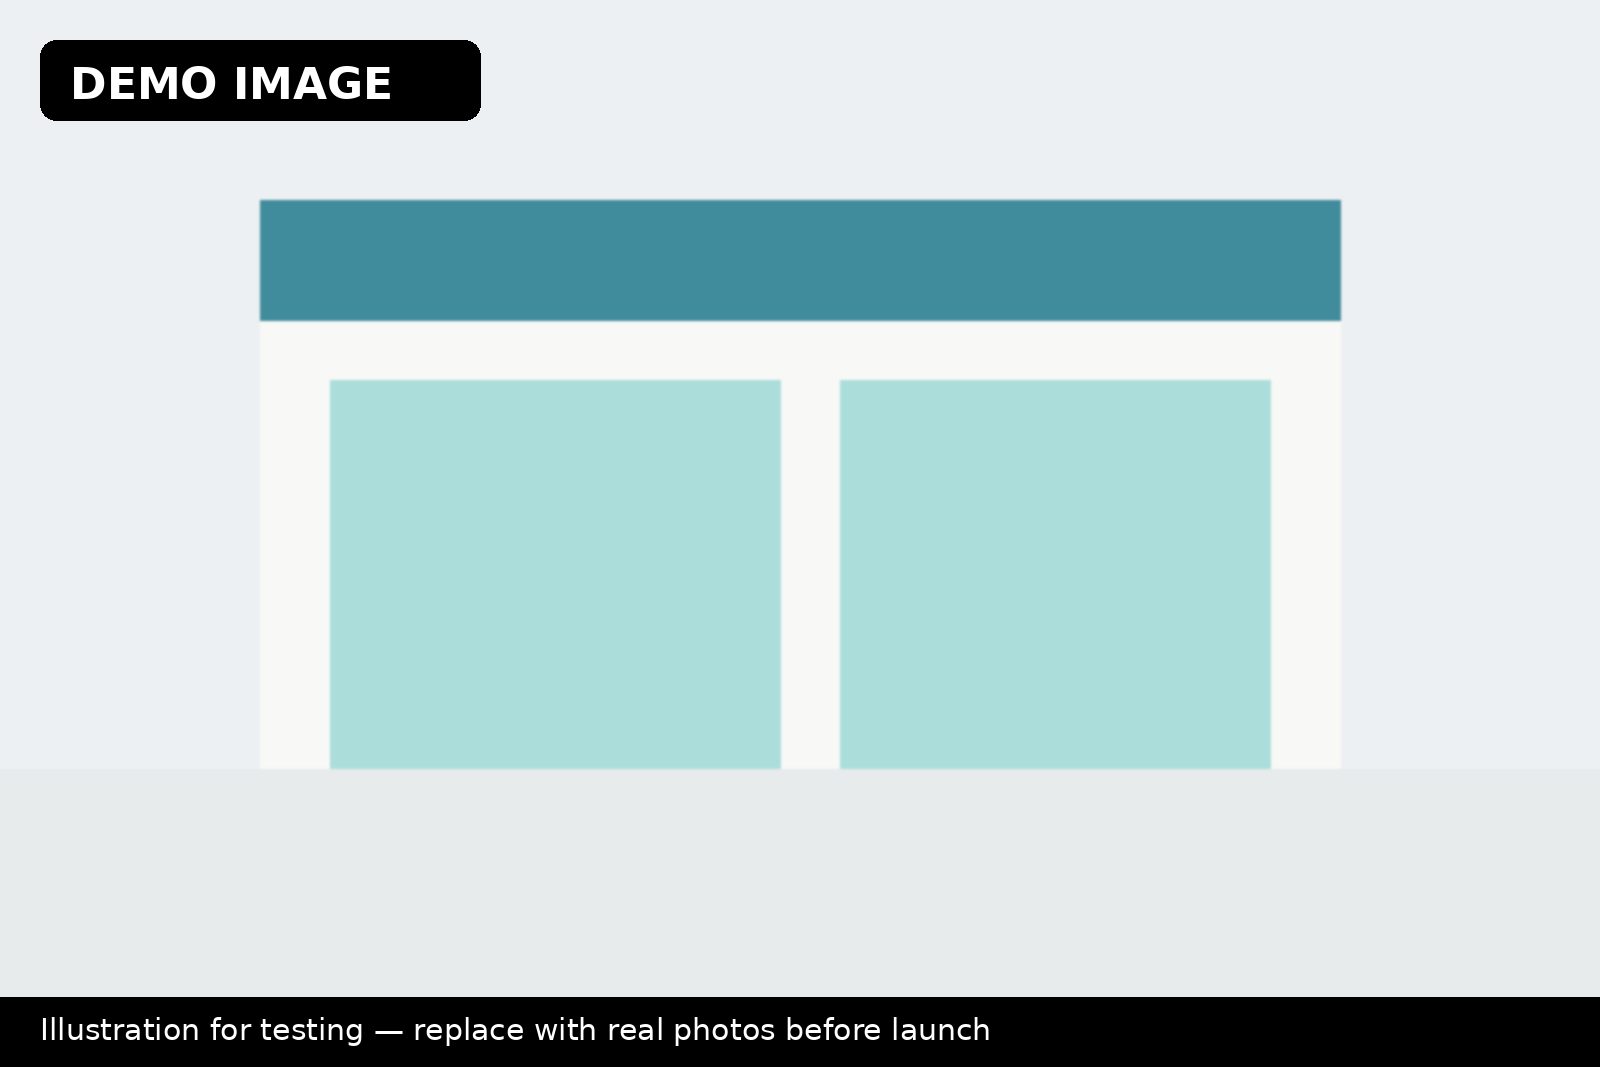 DEMO IMAGE
Illustration for testing — replace with real photos before launch